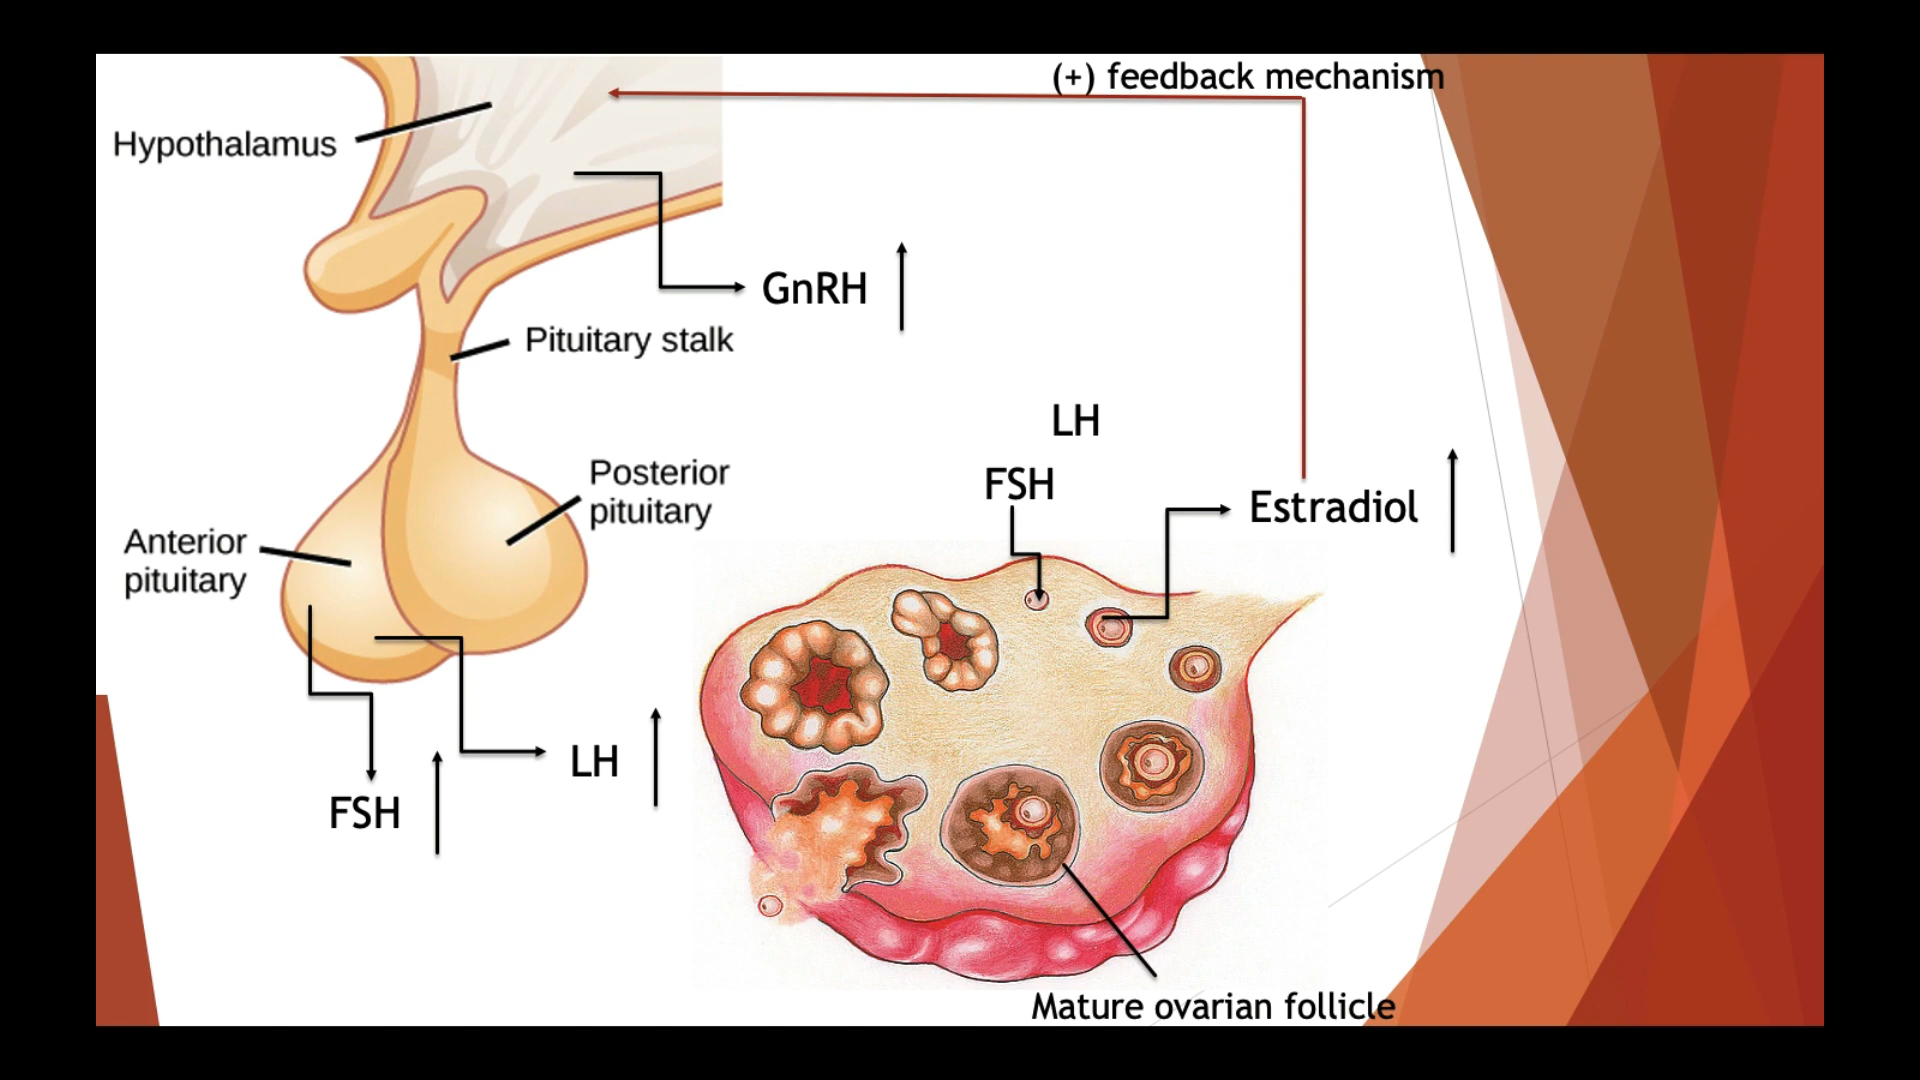 (+) feedback mechanism
Hypothalamus
GnRH
Pituitary stalk
LH
Posterior
pituitary
FSH
Estradiol
Anterior
pituitary
LH
FSH
Mature ovarian follicle